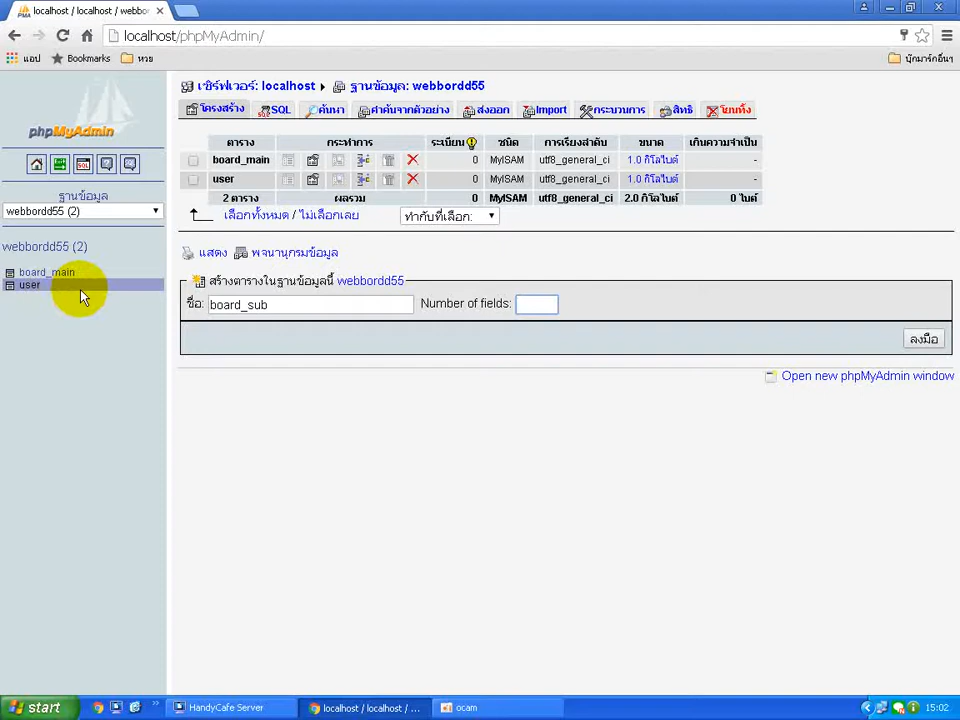 localhost / localhost / webbo
localhost/phpMyAdmin/
แอป Bookmarks หวย บุ๊กมาร์กอื่นๆ
phpMyAdmin
ฐานข้อมูล
webbordd55 (2)
webbordd55 (2)
board_main
user
เซิร์ฟเวอร์: localhost ฐานข้อมูล: webbordd55
โครงสร้าง SQL ค้นหา คำค้นจากตัวอย่าง ส่งออก Import กระบวนการ สิทธิ โยนทิ้ง
ตาราง กระทำการ ระเบียน ชนิด การเรียงลำดับ ขนาด เกินความจำเป็น
board_main 0 MyISAM utf8_general_ci 1.0 กิโลไบต์ -
user 0 MyISAM utf8_general_ci 1.0 กิโลไบต์ -
2 ตาราง ผลรวม 0 MyISAM utf8_general_ci 2.0 กิโลไบต์ 0 ไบต์
เลือกทั้งหมด / ไม่เลือกเลย ทำกับที่เลือก:
แสดง พจนานุกรมข้อมูล
สร้างตารางในฐานข้อมูลนี้ webbordd55
ชื่อ: board_sub Number of fields:
ลงมือ
Open new phpMyAdmin window
start HandyCafe Server localhost / localhost / ... ocam 15:02